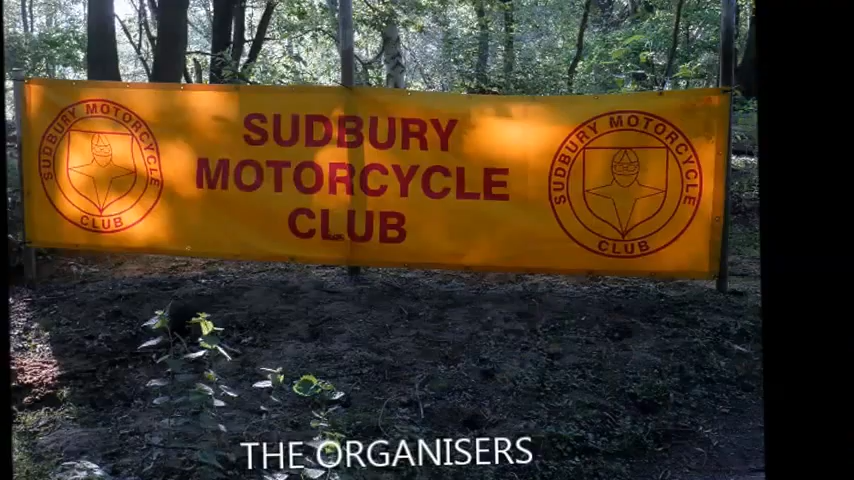 SUDBURY MOTORCYCLE
CLUB
SUDBURY
MOTORCYCLE
CLUB
SUDBURY MOTORCYCLE
CLUB
THE ORGANISERS